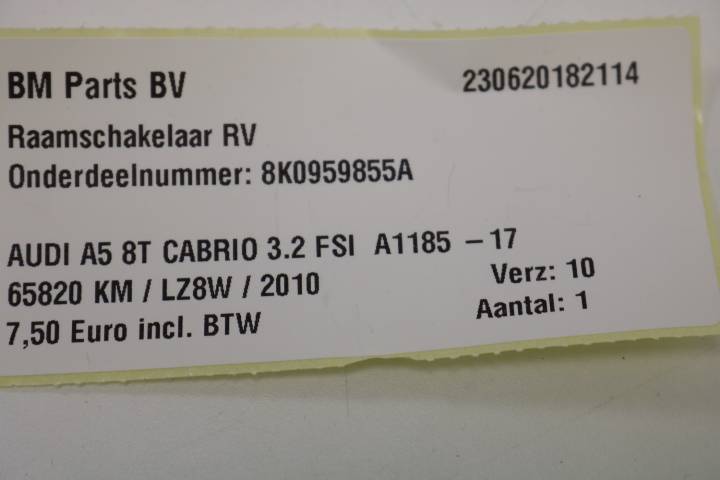 BM Parts BV 230620182114
Raamschakelaar RV
Onderdeelnummer: 8K0959855A
AUDI A5 8T CABRIO 3.2 FSI A1185 - 17
65820 KM / LZ8W / 2010 Verz: 10
7,50 Euro incl. BTW Aantal: 1